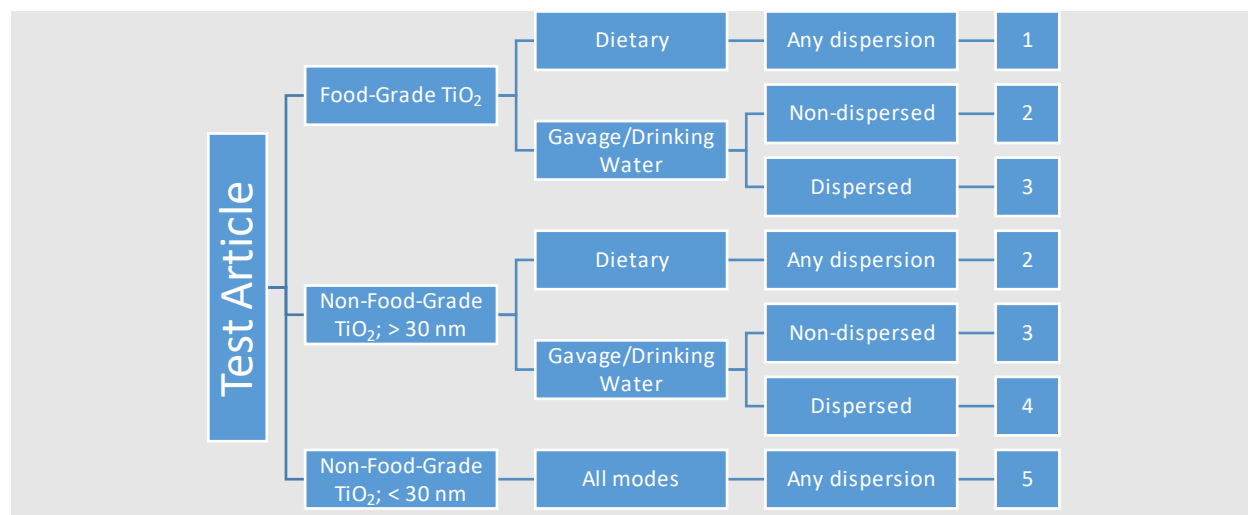 Test Article
Food-Grade TiO₂
Dietary
Any dispersion
1
Gavage/Drinking
Water
Non-dispersed
2
Dispersed
3
Non-Food-Grade
TiO₂; > 30 nm
Dietary
Any dispersion
2
Gavage/Drinking
Water
Non-dispersed
3
Dispersed
4
Non-Food-Grade
TiO₂; < 30 nm
All modes
Any dispersion
5